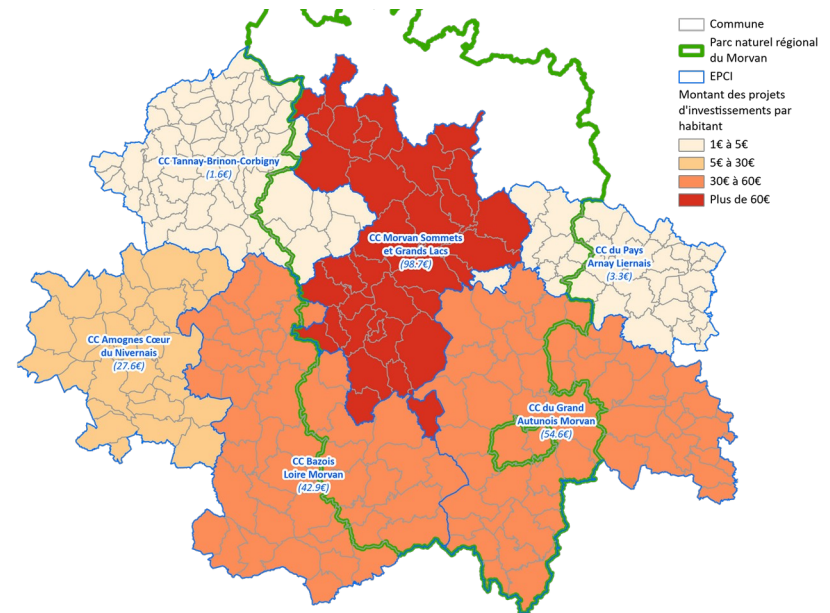 Commune
Parc naturel régional
du Morvan
EPCI
Montant des projets
d'investissements par
habitant
1€ à 5€
5€ à 30€
30€ à 60€
Plus de 60€
CC Tannay-Brinon-Corbigny
(1.6€)
CC Morvan Sommets
et Grands Lacs
(98.7€)
CC du Pays
Arnay Liernais
(3.3€)
CC Amognes Cœur
du Nivernais
(27.6€)
CC du Grand
Autunois Morvan
(54.6€)
CC Bazois
Loire Morvan
(42.9€)